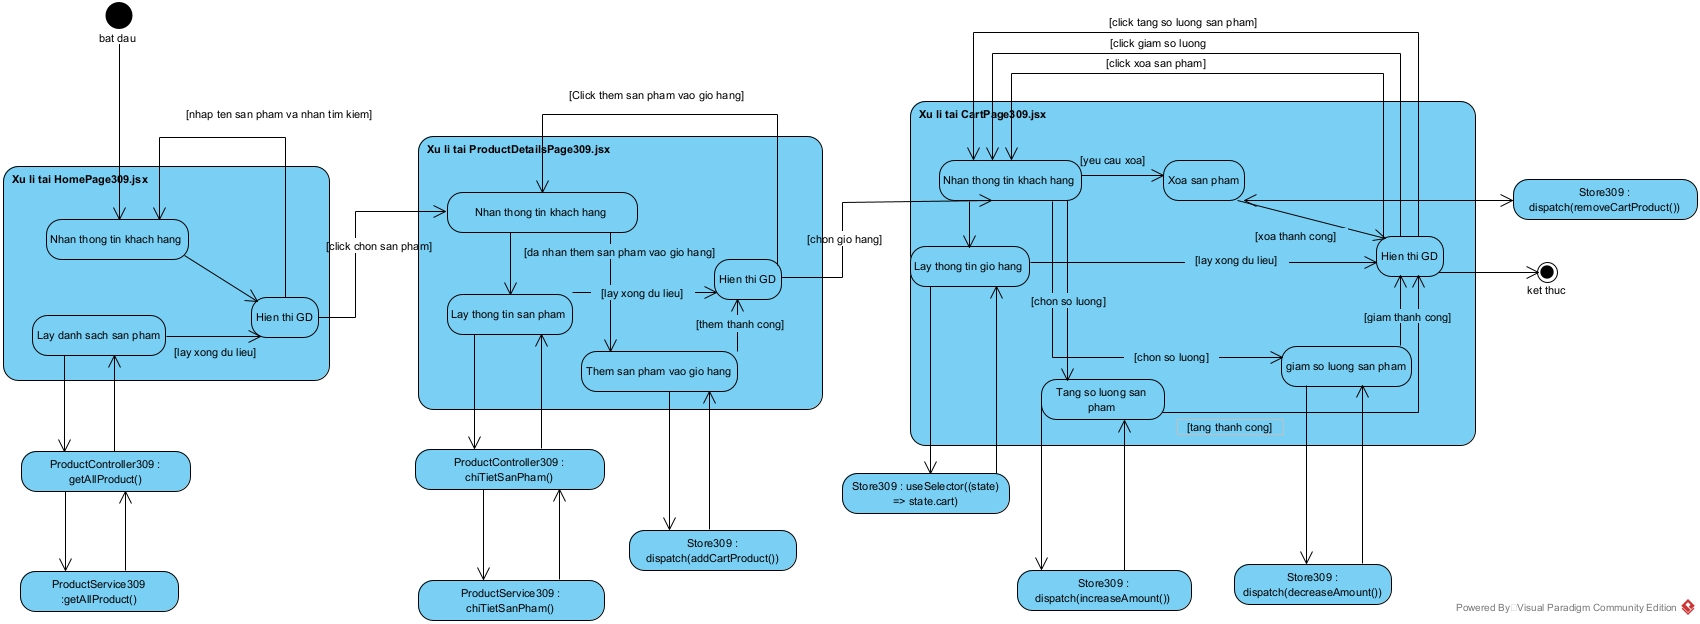 bat dau
[nhap ten san pham va nhan tim kiem]
Xu li tai HomePage309.jsx
Nhan thong tin khach hang
Hien thi GD
Lay danh sach san pham
[lay xong du lieu]
ProductController309 :
getAllProduct()
ProductService309
:getAllProduct()
[click chon san pham]
[Click them san pham vao gio hang]
Xu li tai ProductDetailsPage309.jsx
Nhan thong tin khach hang
[da nhan them san pham vao gio hang]
Hien thi GD
Lay thong tin san pham
[lay xong du lieu]
[them thanh cong]
Them san pham vao gio hang
ProductController309 :
chiTietSanPham()
ProductService309 :
chiTietSanPham()
Store309 :
dispatch(addCartProduct())
[chon gio hang]
[click tang so luong san pham]
[click giam so luong
[click xoa san pham]
Xu li tai CartPage309.jsx
Nhan thong tin khach hang
[yeu cau xoa]
Xoa san pham
Store309 :
dispatch(removeCartProduct())
[xoa thanh cong]
Lay thong tin gio hang
[lay xong du lieu]
Hien thi GD
ket thuc
[chon so luong]
[giam thanh cong]
[chon so luong]
giam so luong san pham
Tang so luong san
pham
[tang thanh cong]
Store309 : useSelector((state)
=> state.cart)
Store309 :
dispatch(increaseAmount())
Store309 :
dispatch(decreaseAmount())
Powered By Visual Paradigm Community Edition